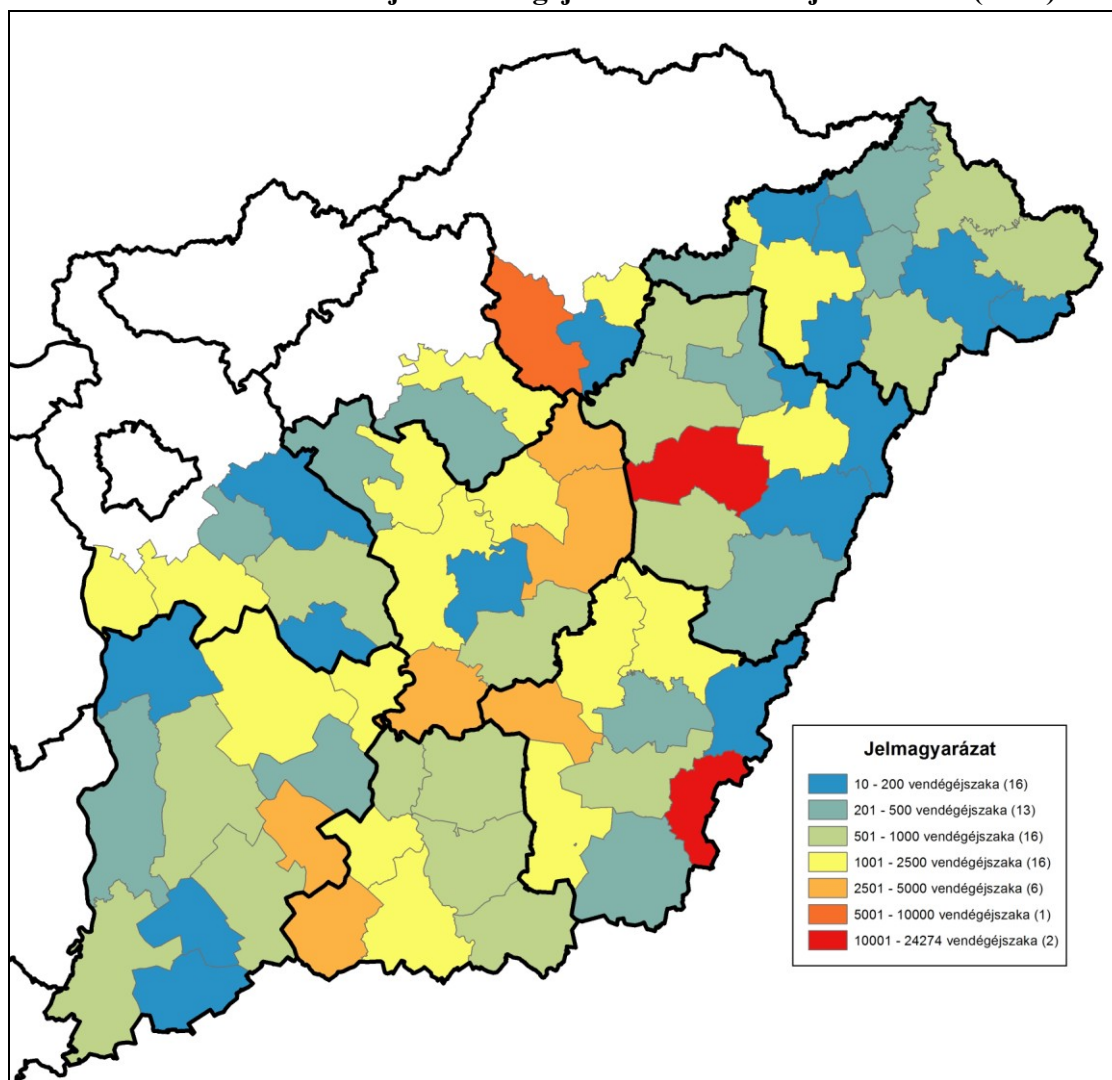 Jelmagyarázat
10 - 200 vendégéjszaka (16)
201 - 500 vendégéjszaka (13)
501 - 1000 vendégéjszaka (16)
1001 - 2500 vendégéjszaka (16)
2501 - 5000 vendégéjszaka (6)
5001 - 10000 vendégéjszaka (1)
10001 - 24274 vendégéjszaka (2)